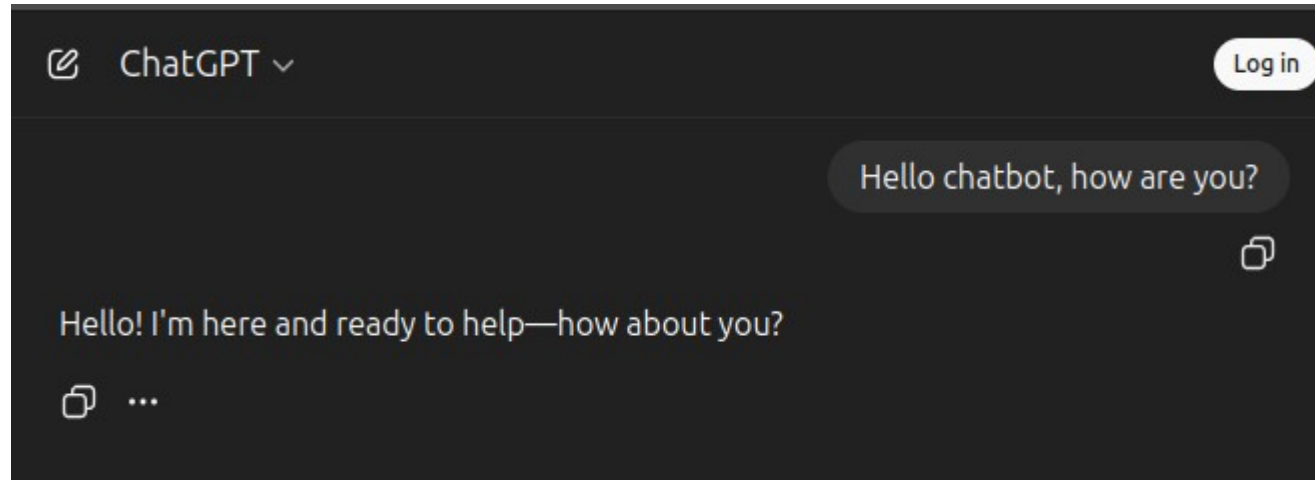 ChatGPT
Log in
Hello chatbot, how are you?
Hello! I'm here and ready to help—how about you?